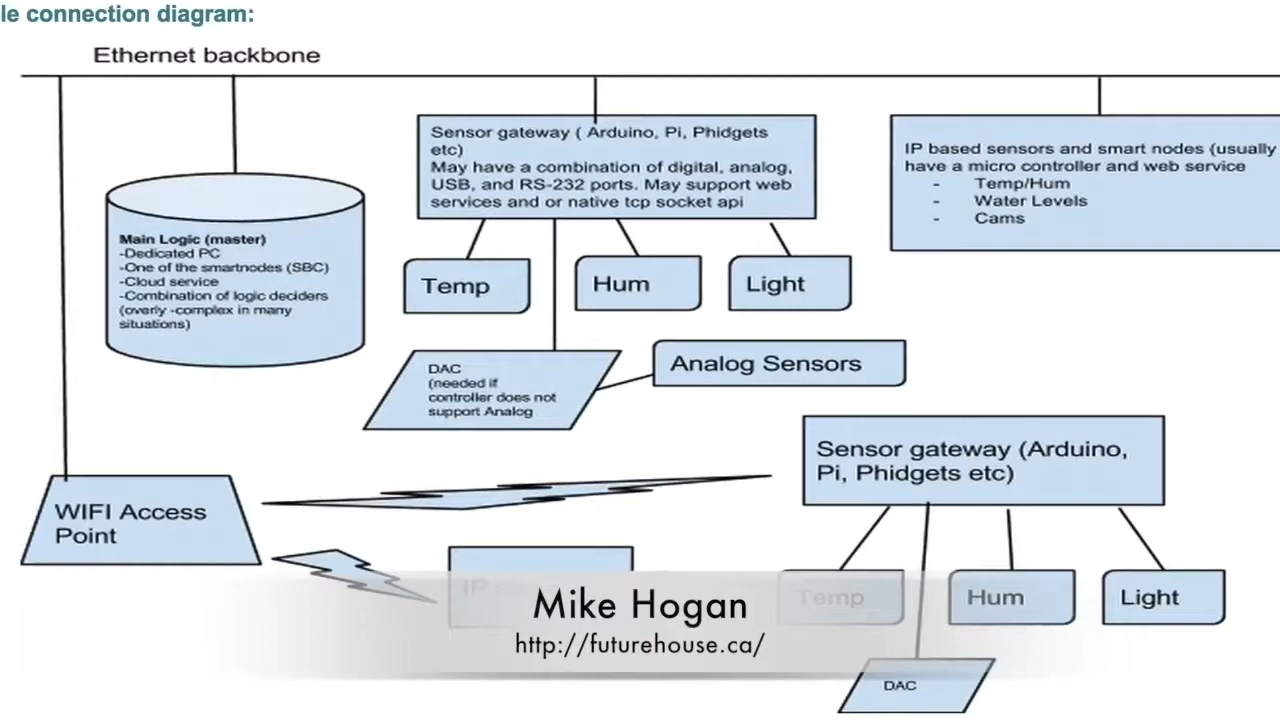 le connection diagram:
Ethernet backbone
Sensor gateway ( Arduino, Pi, Phidgets
etc)
May have a combination of digital, analog,
USB, and RS-232 ports. May support web
services and or native tcp socket api
IP based sensors and smart nodes (usually
have a micro controller and web service
- Temp/Hum
- Water Levels
- Cams
Main Logic (master)
-Dedicated PC
-One of the smartnodes (SBC)
-Cloud service
-Combination of logic deciders
(overly -complex in many
situations)
Temp
Hum
Light
DAC
(needed if
controller does not
support Analog
Analog Sensors
Sensor gateway (Arduino,
Pi, Phidgets etc)
WIFI Access
Point
IP
Temp
Hum
Light
Mike Hogan
http://futurehouse.ca/
DAC